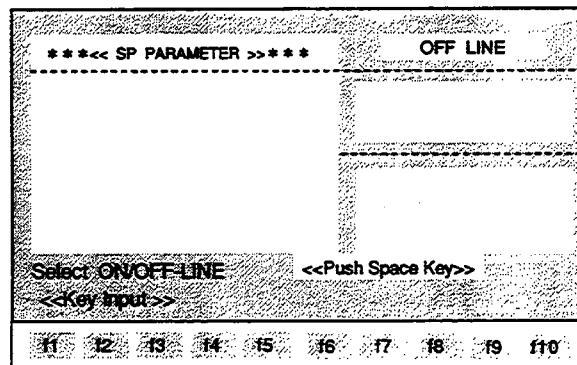 ***<< SP PARAMETER >>***
OFF LINE
Select ON/OFF-LINE
<<Push Space Key>>
<<Key Input>>
f1 f2 f3 f4 f5 f6 f7 f8 f9 f10